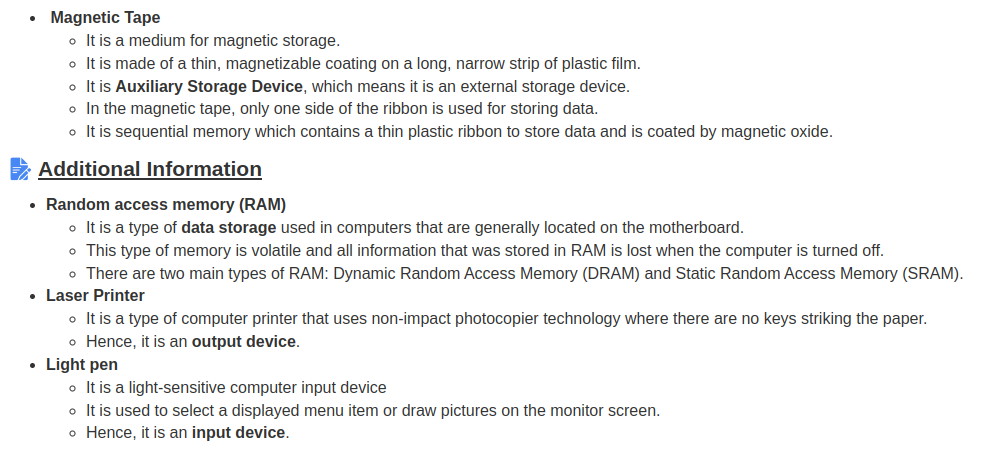 Magnetic Tape
It is a medium for magnetic storage.
It is made of a thin, magnetizable coating on a long, narrow strip of plastic film.
It is Auxiliary Storage Device, which means it is an external storage device.
In the magnetic tape, only one side of the ribbon is used for storing data.
It is sequential memory which contains a thin plastic ribbon to store data and is coated by magnetic oxide.
Additional Information
Random access memory (RAM)
It is a type of data storage used in computers that are generally located on the motherboard.
This type of memory is volatile and all information that was stored in RAM is lost when the computer is turned off.
There are two main types of RAM: Dynamic Random Access Memory (DRAM) and Static Random Access Memory (SRAM).
Laser Printer
It is a type of computer printer that uses non-impact photocopier technology where there are no keys striking the paper.
Hence, it is an output device.
Light pen
It is a light-sensitive computer input device
It is used to select a displayed menu item or draw pictures on the monitor screen.
Hence, it is an input device.